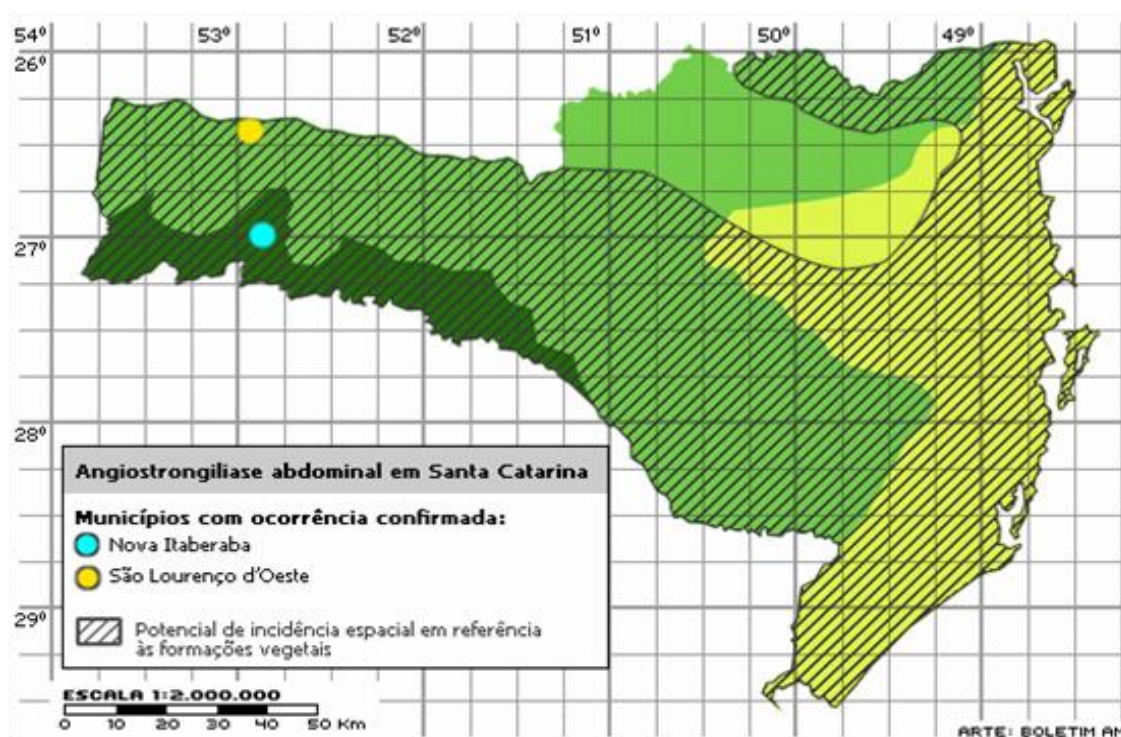 54º 53º 52º 51º 50º 49º
26º
27º
28º
29º
Angiostrongiliase abdominal em Santa Catarina
Municípios com ocorrência confirmada:
Nova Itaberaba
São Lourenço d'Oeste
Potencial de incidência espacial em referência
às formações vegetais
ESCALA 1:2.000.000
0 10 20 30 40 50 Km
ARTE: BOLETIM